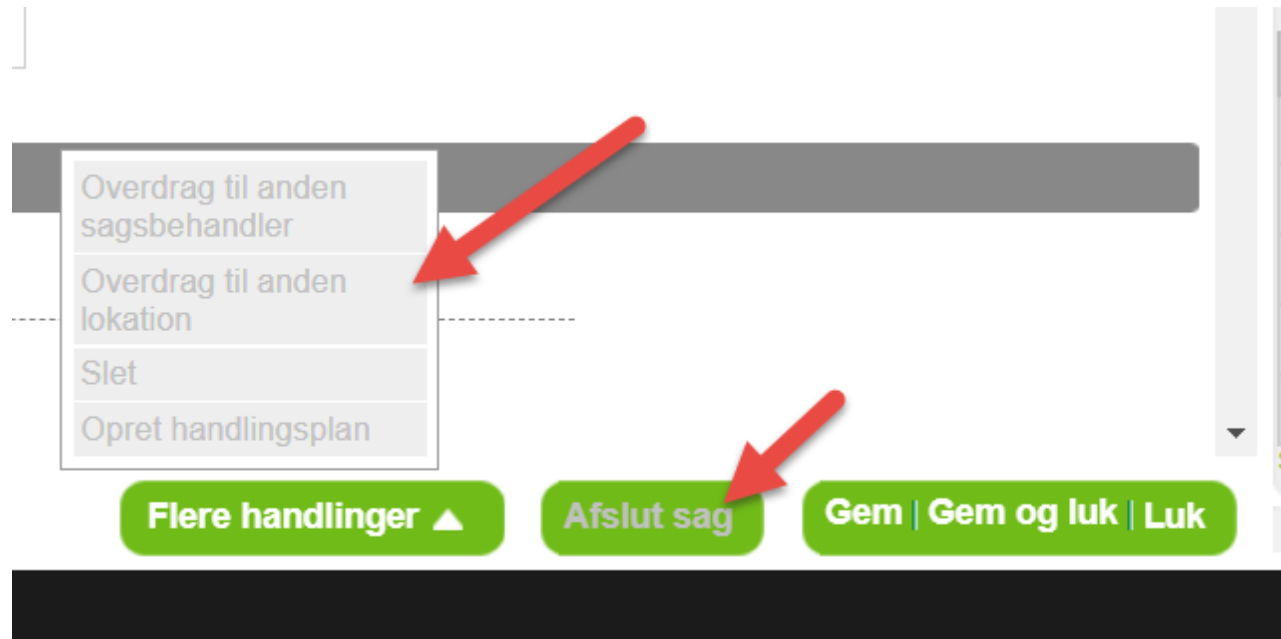 Overdrag til anden
sagsbehandler
Overdrag til anden
lokation
Slet
Opret handlingsplan
Flere handlinger
Afslut sag
Gem | Gem og luk | Luk